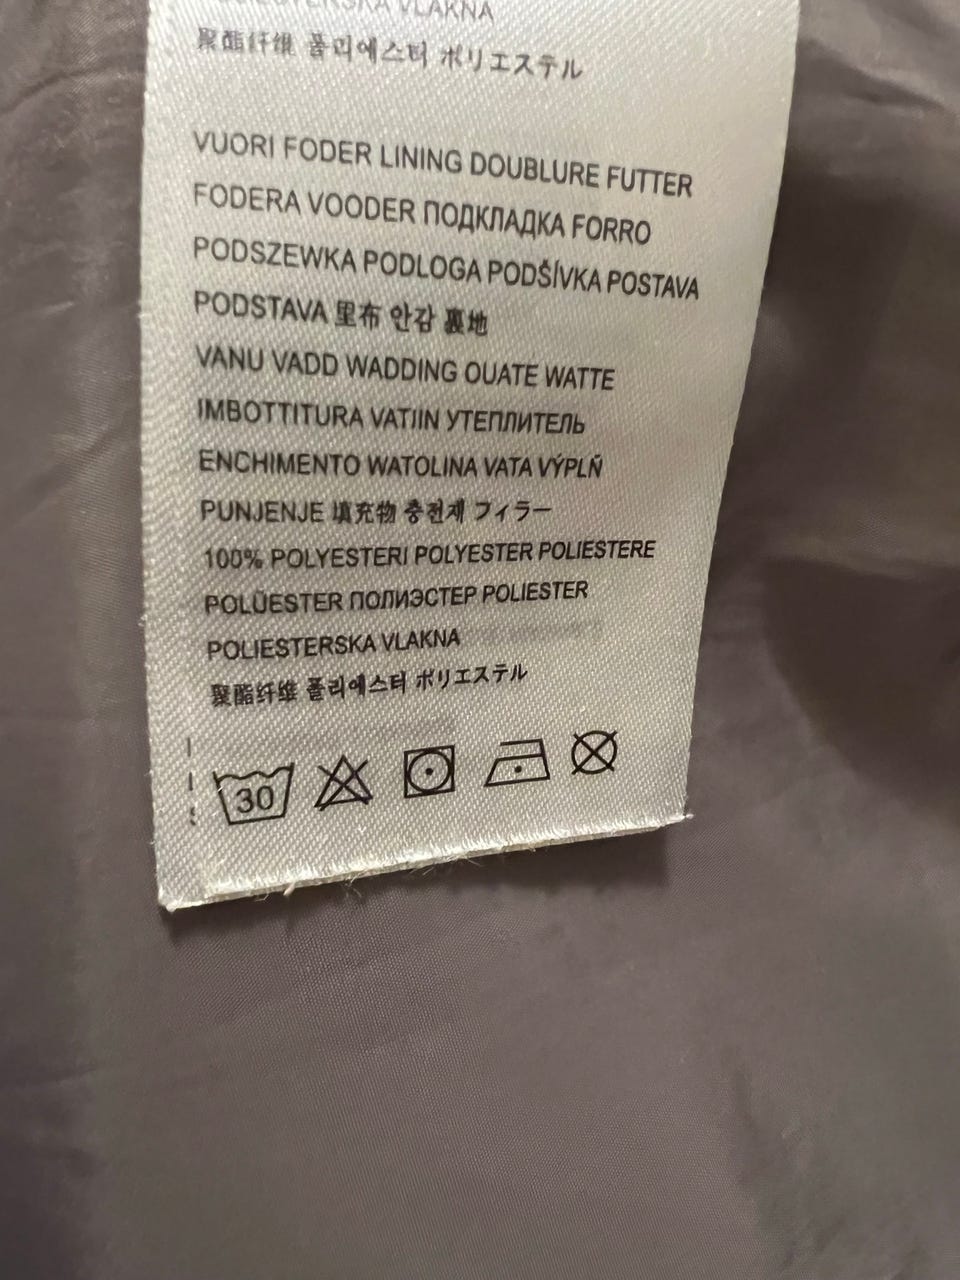 POLIESTERSKA VLAKNA
聚酯纤维 폴리에스터 ポリエステル
VUORI FODER LINING DOUBLURE FUTTER
FODERA VOODER ПОДКЛАДКА FORRO
PODSZEWKA PODLOGA PODŠÍVKA POSTAVA
PODSTAVA 里布 안감 裏地
VANU VADD WADDING OUATE WATTE
IMBOTTITURA VATIIN УТЕПЛИТЕЛЬ
ENCHIMENTO WATOLINA VATA VÝPLŇ
PUNJENJE 填充物 충전재 フィラー
100% POLYESTERI POLYESTER POLIESTERE
POLÜESTER ПОЛИЭСТЕР POLIESTER
POLIESTERSKA VLAKNA
聚酯纤维 폴리에스터 ポリエステル
30